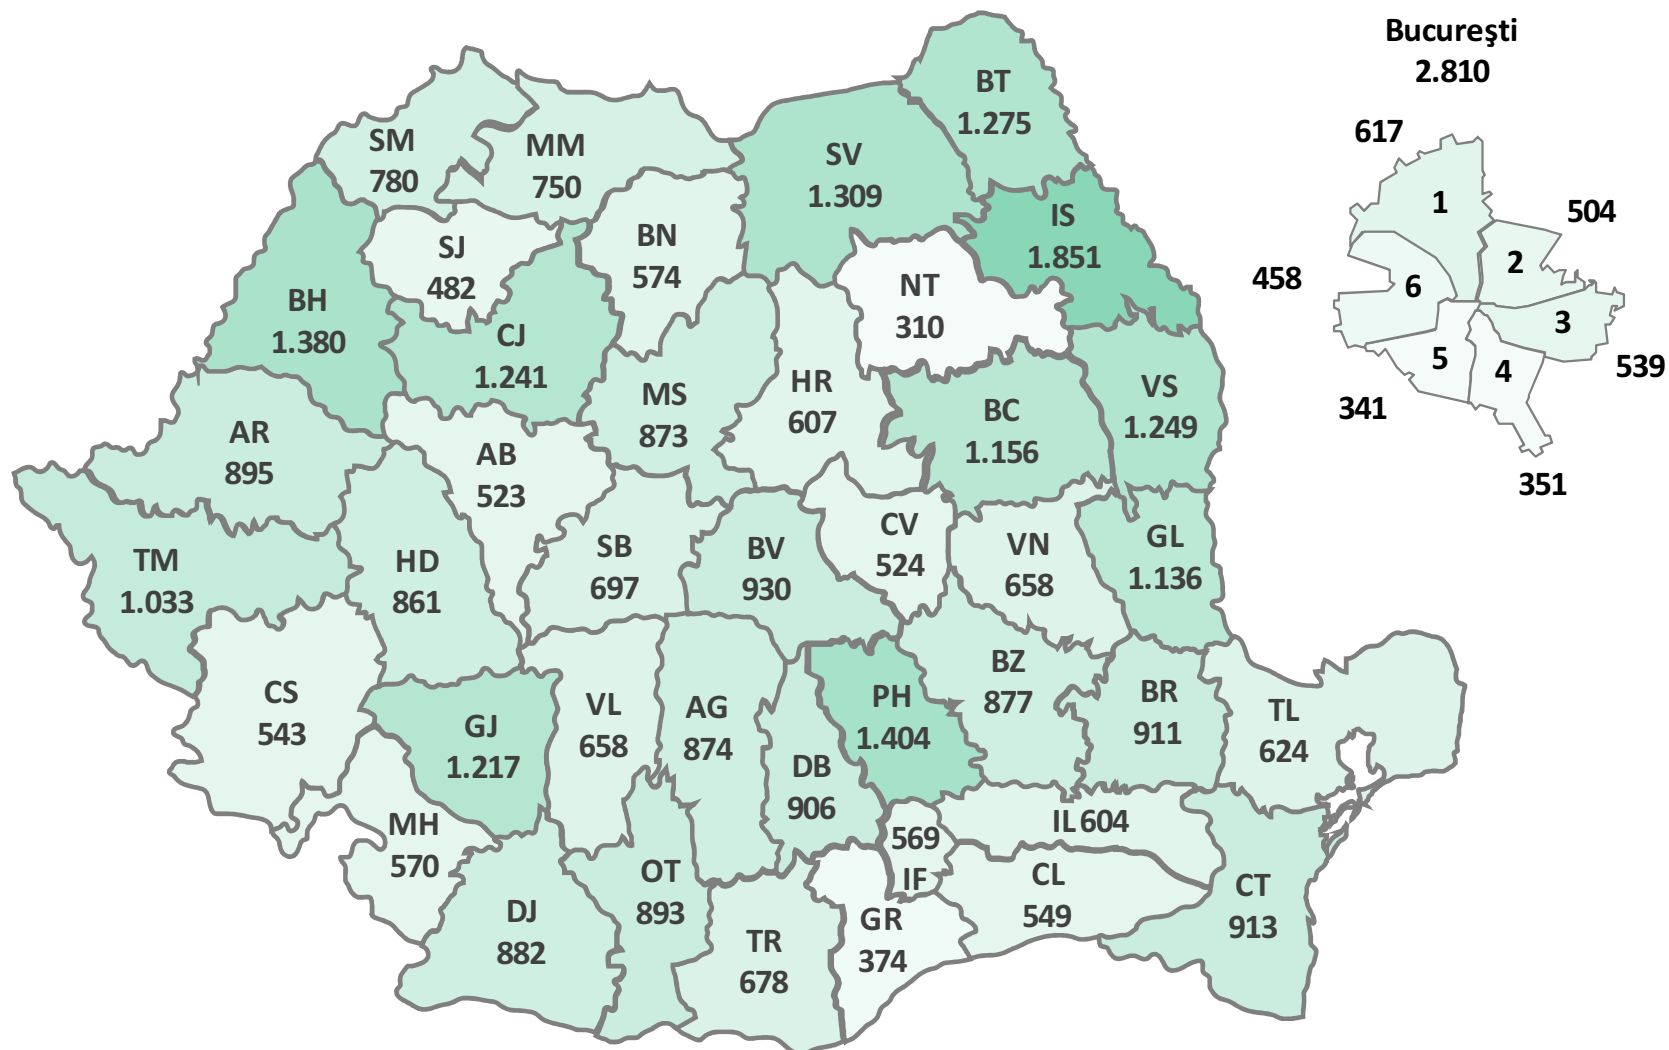 Bucureşti
2.810
617
1
504
2
458
6
3
539
5
4
341
351
BT
1.275
SM
780
MM
750
SV
1.309
IS
1.851
SJ
482
BN
574
NT
310
BH
1.380
CJ
1.241
MS
873
HR
607
BC
1.156
VS
1.249
AR
895
AB
523
TM
1.033
HD
861
SB
697
BV
930
CV
524
VN
658
GL
1.136
CS
543
GJ
1.217
VL
658
AG
874
PH
1.404
BZ
877
BR
911
TL
624
DB
906
MH
570
569
IF
IL 604
OT
893
CL
549
CT
913
DJ
882
GR
374
TR
678